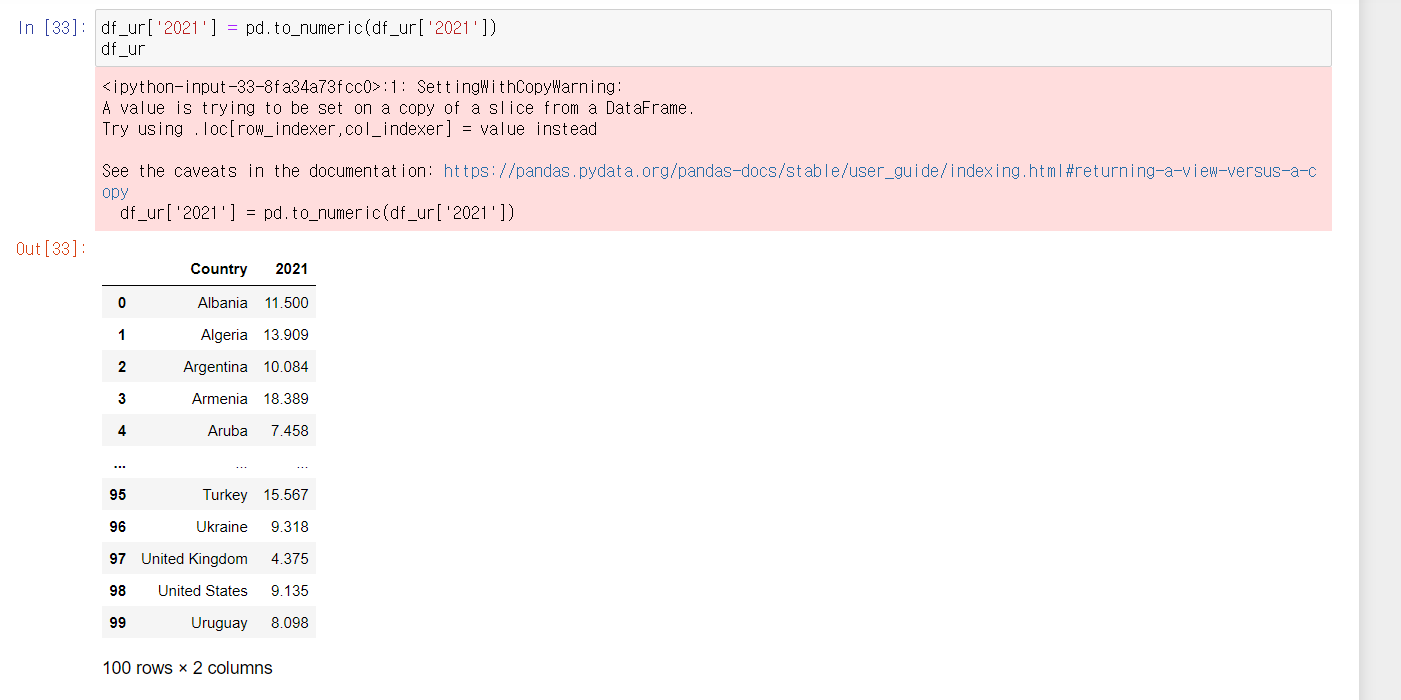 In [33]: df_ur['2021'] = pd.to_numeric(df_ur['2021'])
df_ur
<ipython-input-33-8fa34a73fcc0>:1: SettingWithCopyWarning:
A value is trying to be set on a copy of a slice from a DataFrame.
Try using .loc[row_indexer,col_indexer] = value instead
See the caveats in the documentation: https://pandas.pydata.org/pandas-docs/stable/user_guide/indexing.html#returning-a-view-versus-a-c
opy
df_ur['2021'] = pd.to_numeric(df_ur['2021'])
Out[33]:
Country 2021
0 Albania 11.500
1 Algeria 13.909
2 Argentina 10.084
3 Armenia 18.389
4 Aruba 7.458
... ... ...
95 Turkey 15.567
96 Ukraine 9.318
97 United Kingdom 4.375
98 United States 9.135
99 Uruguay 8.098
100 rows × 2 columns